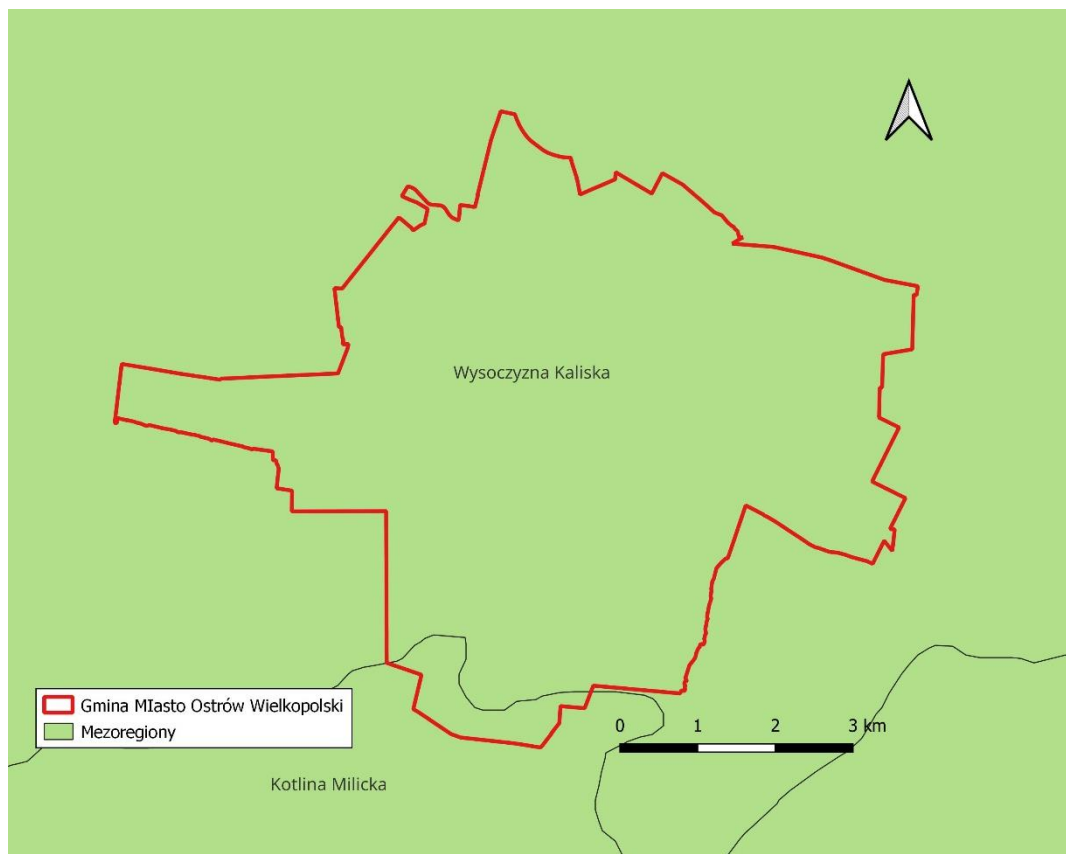 Wysoczyzna Kaliska
Gmina MIasto Ostrów Wielkopolski
Mezoregiony
0 1 2 3 km
Kotlina Milicka